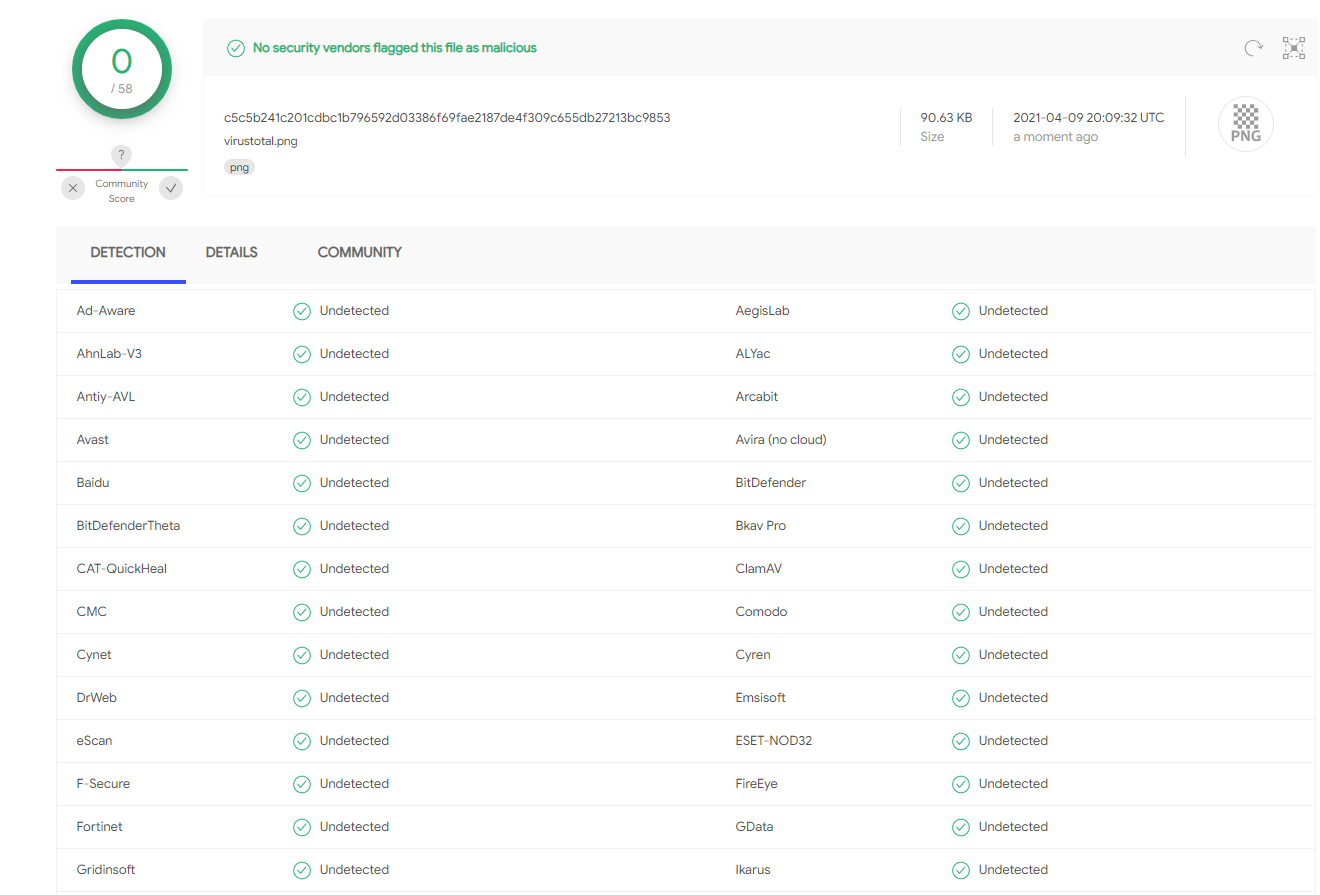 0
/ 58
?
Community
Score
No security vendors flagged this file as malicious
c5c5b241c201cdbc1b796592d03386f69fae2187de4f309c655db27213bc9853
virustotal.png
png
90.63 KB
Size
2021-04-09 20:09:32 UTC
a moment ago
PNG
DETECTION DETAILS COMMUNITY
Ad-Aware Undetected AegisLab Undetected
AhnLab-V3 Undetected ALYac Undetected
Antiy-AVL Undetected Arcabit Undetected
Avast Undetected Avira (no cloud) Undetected
Baidu Undetected BitDefender Undetected
BitDefenderTheta Undetected Bkav Pro Undetected
CAT-QuickHeal Undetected ClamAV Undetected
CMC Undetected Comodo Undetected
Cynet Undetected Cyren Undetected
DrWeb Undetected Emsisoft Undetected
eScan Undetected ESET-NOD32 Undetected
F-Secure Undetected FireEye Undetected
Fortinet Undetected GData Undetected
Gridinsoft Undetected Ikarus Undetected